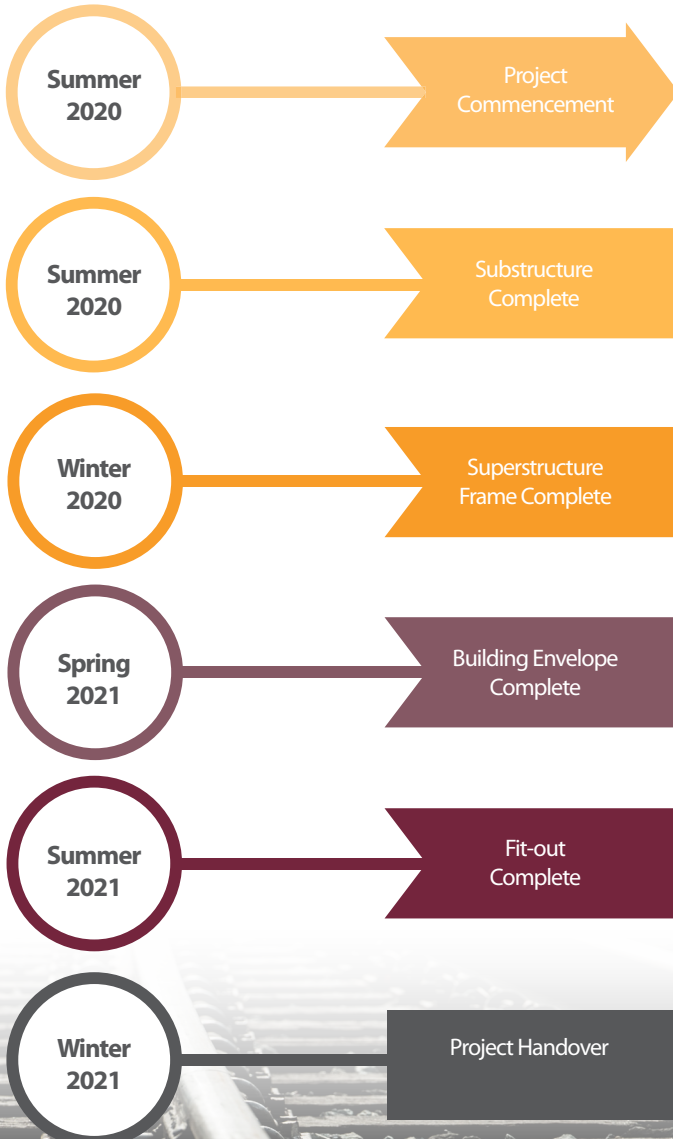 Summer
2020
Project
Commencement
Summer
2020
Substructure
Complete
Winter
2020
Superstructure
Frame Complete
Spring
2021
Building Envelope
Complete
Summer
2021
Fit-out
Complete
Winter
2021
Project Handover